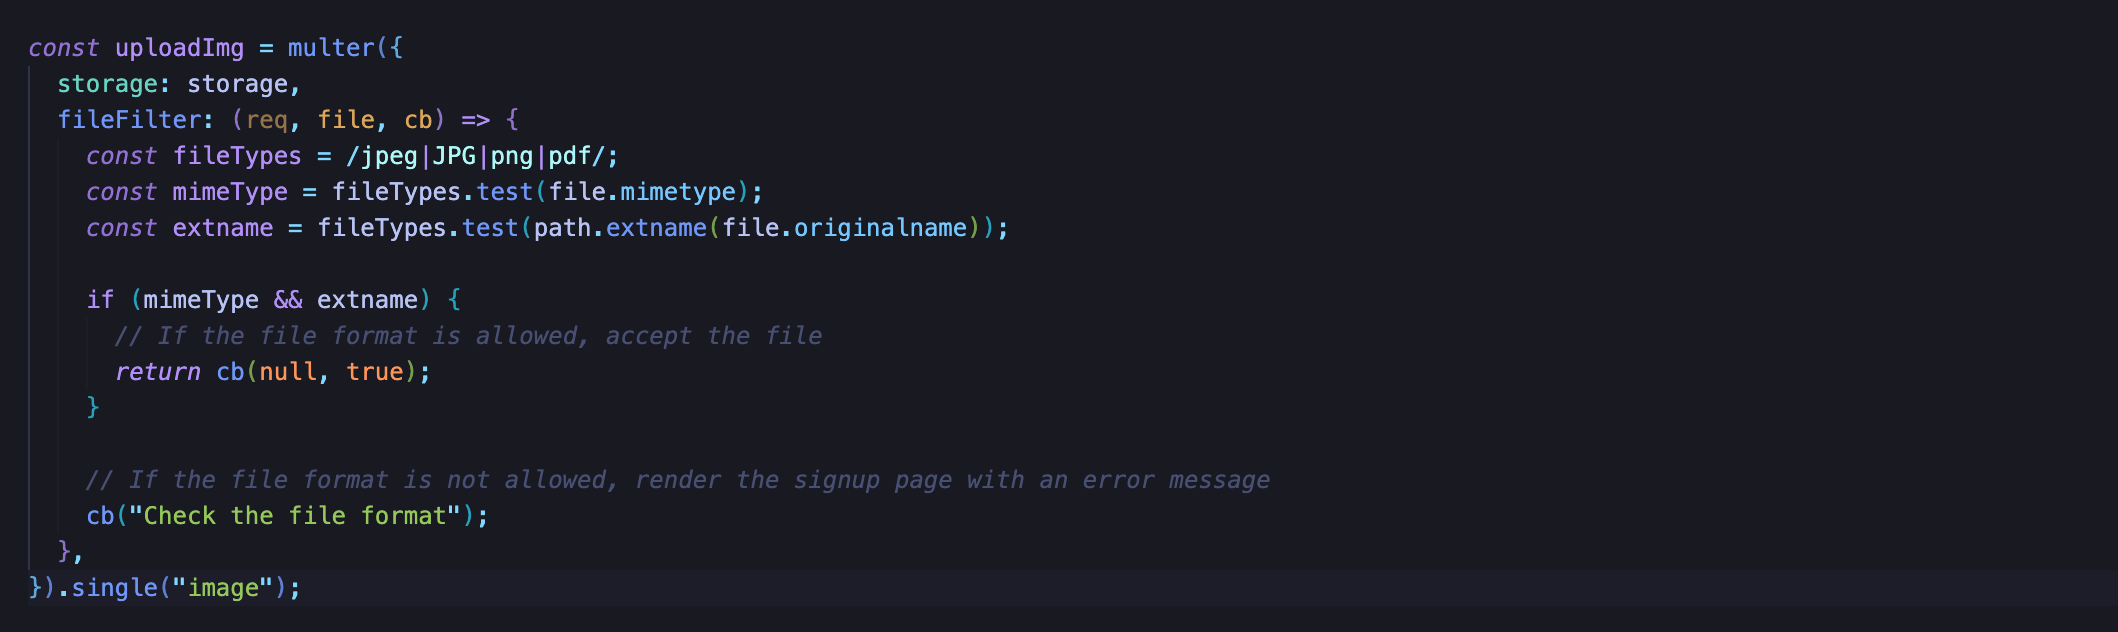 const uploadImg = multer({
storage: storage,
fileFilter: (req, file, cb) => {
const fileTypes = /jpeg|JPG|png|pdf/;
const mimeType = fileTypes.test(file.mimetype);
const extname = fileTypes.test(path.extname(file.originalname));
if (mimeType && extname) {
// If the file format is allowed, accept the file
return cb(null, true);
}
// If the file format is not allowed, render the signup page with an error message
cb("Check the file format");
},
}).single("image");